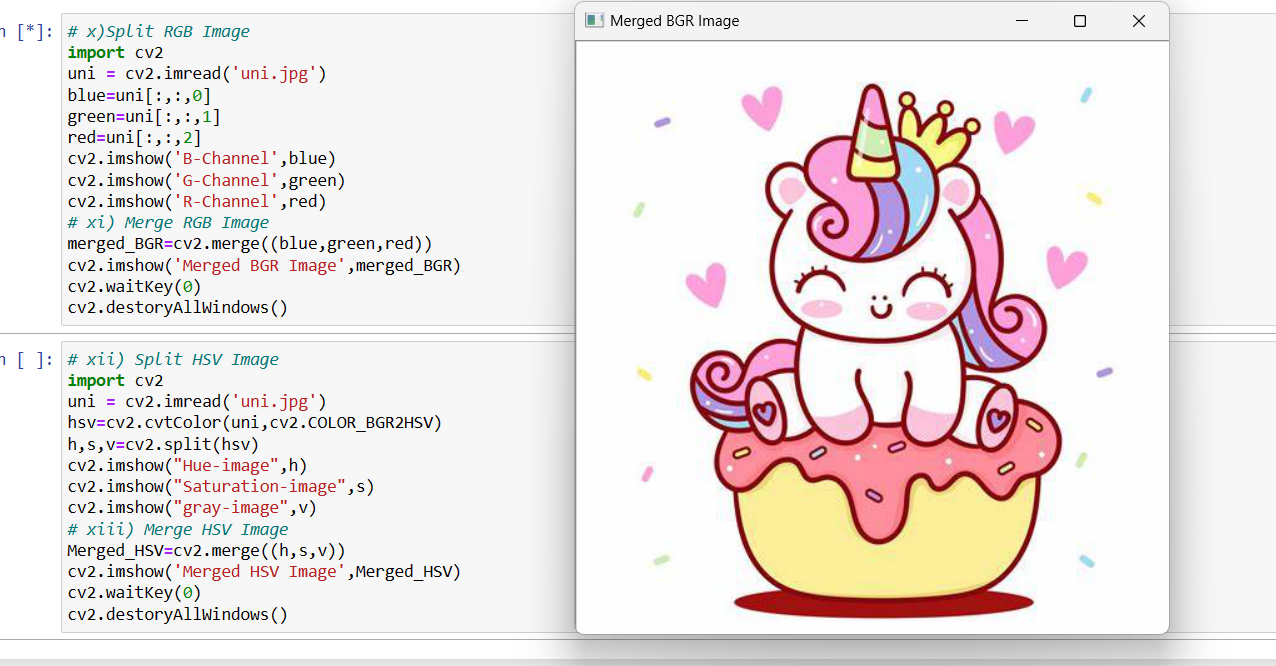 n [*]:
# x)Split RGB Image
import cv2
uni = cv2.imread('uni.jpg')
blue=uni[:,:,0]
green=uni[:,:,1]
red=uni[:,:,2]
cv2.imshow('B-Channel',blue)
cv2.imshow('G-Channel',green)
cv2.imshow('R-Channel',red)
# xi) Merge RGB Image
merged_BGR=cv2.merge((blue,green,red))
cv2.imshow('Merged BGR Image',merged_BGR)
cv2.waitKey(0)
cv2.destoryAllWindows()
n [ ]:
# xii) Split HSV Image
import cv2
uni = cv2.imread('uni.jpg')
hsv=cv2.cvtColor(uni,cv2.COLOR_BGR2HSV)
h,s,v=cv2.split(hsv)
cv2.imshow("Hue-image",h)
cv2.imshow("Saturation-image",s)
cv2.imshow("gray-image",v)
# xiii) Merge HSV Image
Merged_HSV=cv2.merge((h,s,v))
cv2.imshow('Merged HSV Image',Merged_HSV)
cv2.waitKey(0)
cv2.destoryAllWindows()
Merged BGR Image